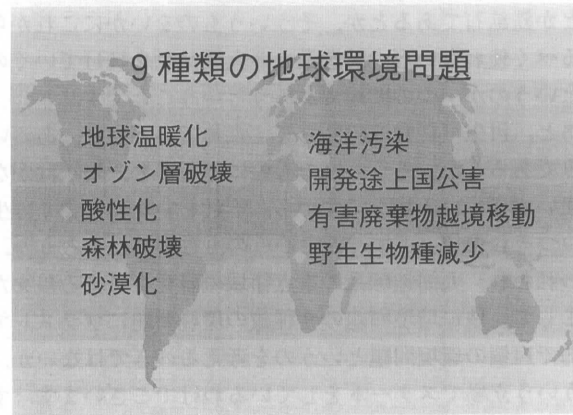 9種類の地球環境問題
地球温暖化
オゾン層破壊
酸性化
森林破壊
砂漠化
海洋汚染
開発途上国公害
有害廃棄物越境移動
野生生物種減少